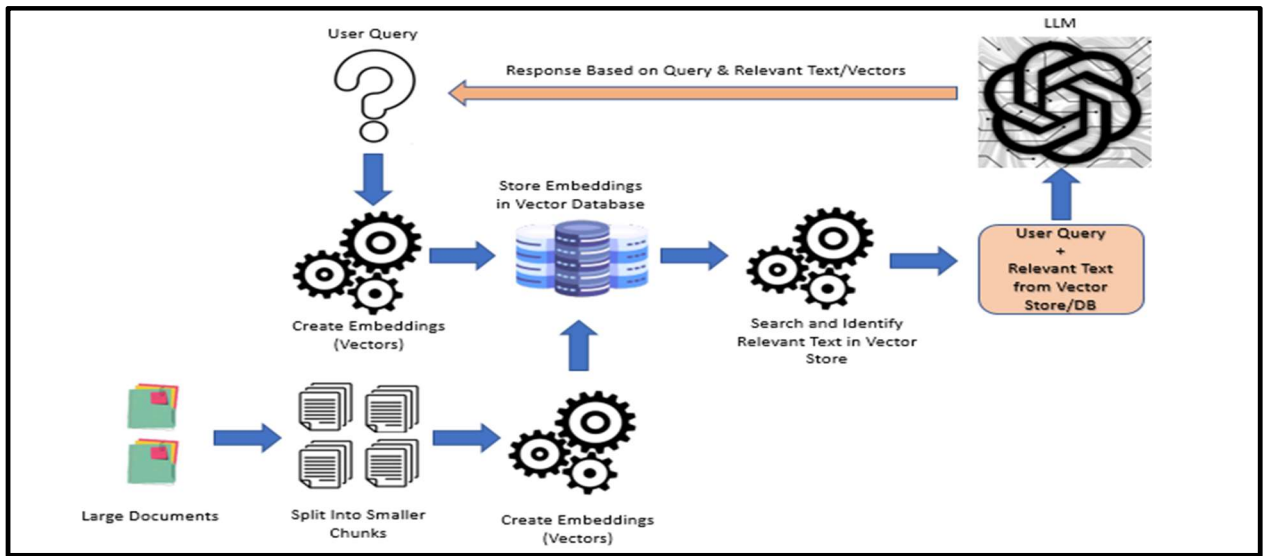 User Query
LLM
Response Based on Query & Relevant Text/Vectors
Store Embeddings
in Vector Database
Create Embeddings
(Vectors)
Search and Identify
Relevant Text in Vector
Store
User Query
+
Relevant Text
from Vector
Store/DB
Large Documents
Split Into Smaller
Chunks
Create Embeddings
(Vectors)